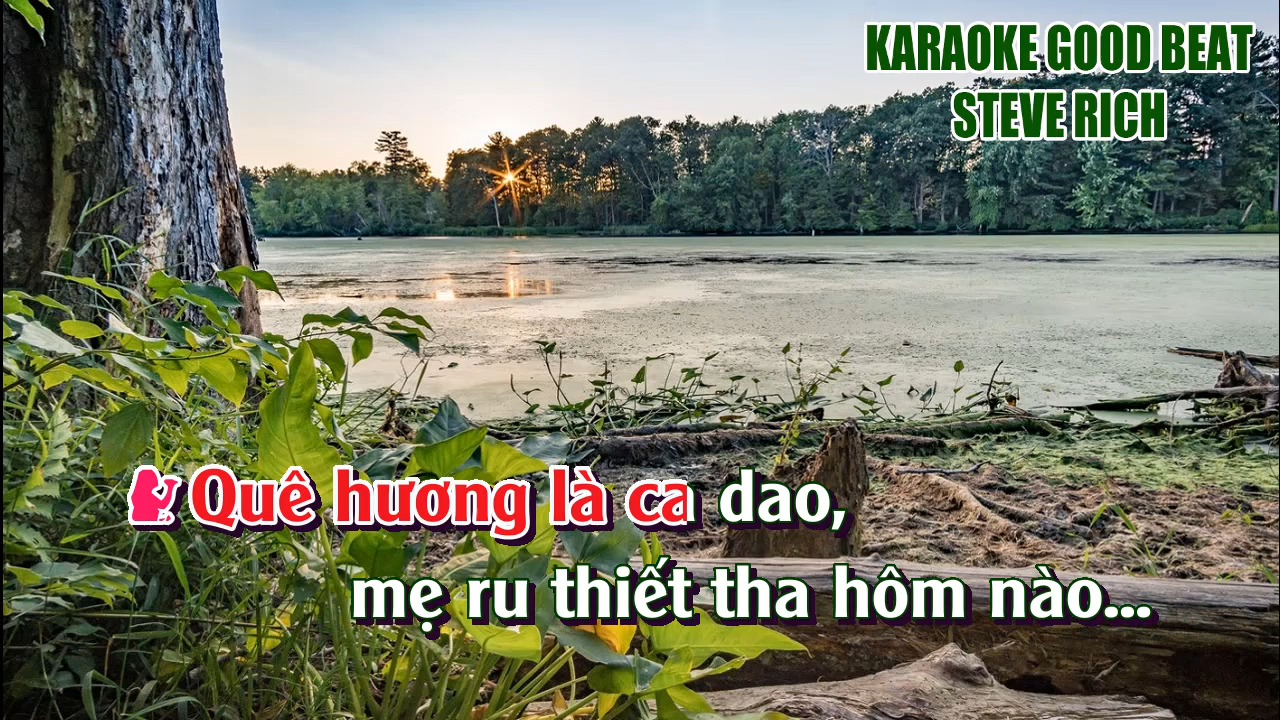 KARAOKE GOOD BEAT
STEVE RICH
Quê hương là ca dao,
mẹ ru thiết tha hôm nào...